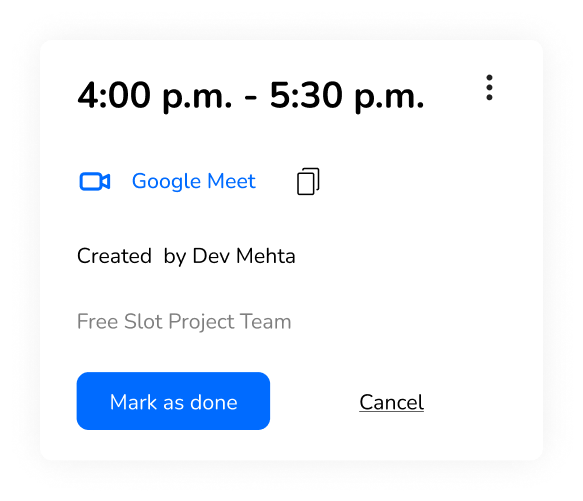 4:00 p.m. - 5:30 p.m.
Google Meet
Created  by Dev Mehta
Free Slot Project Team
Mark as done
Cancel